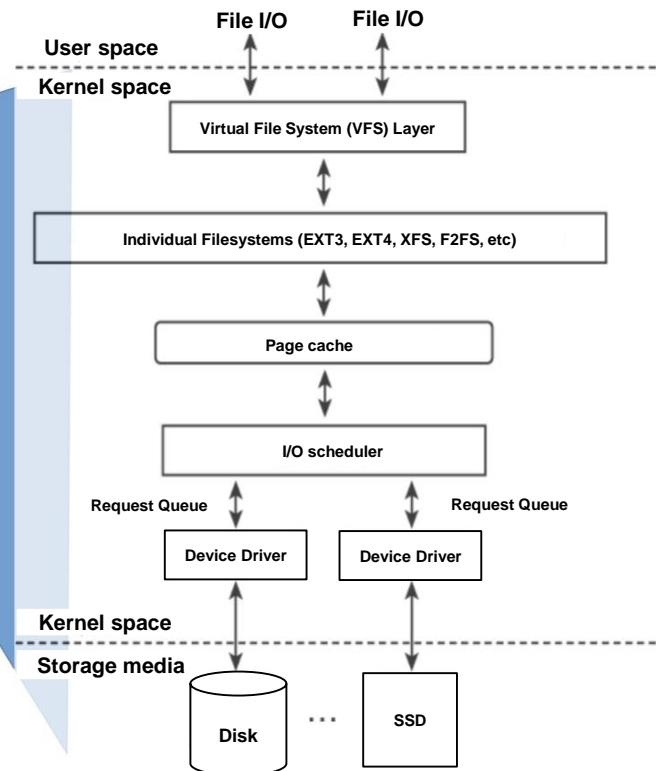 File I/O File I/O
User space
Kernel space
Virtual File System (VFS) Layer
Individual Filesystems (EXT3, EXT4, XFS, F2FS, etc)
Page cache
I/O scheduler
Request Queue Request Queue
Device Driver Device Driver
Kernel space
Storage media
Disk ... SSD